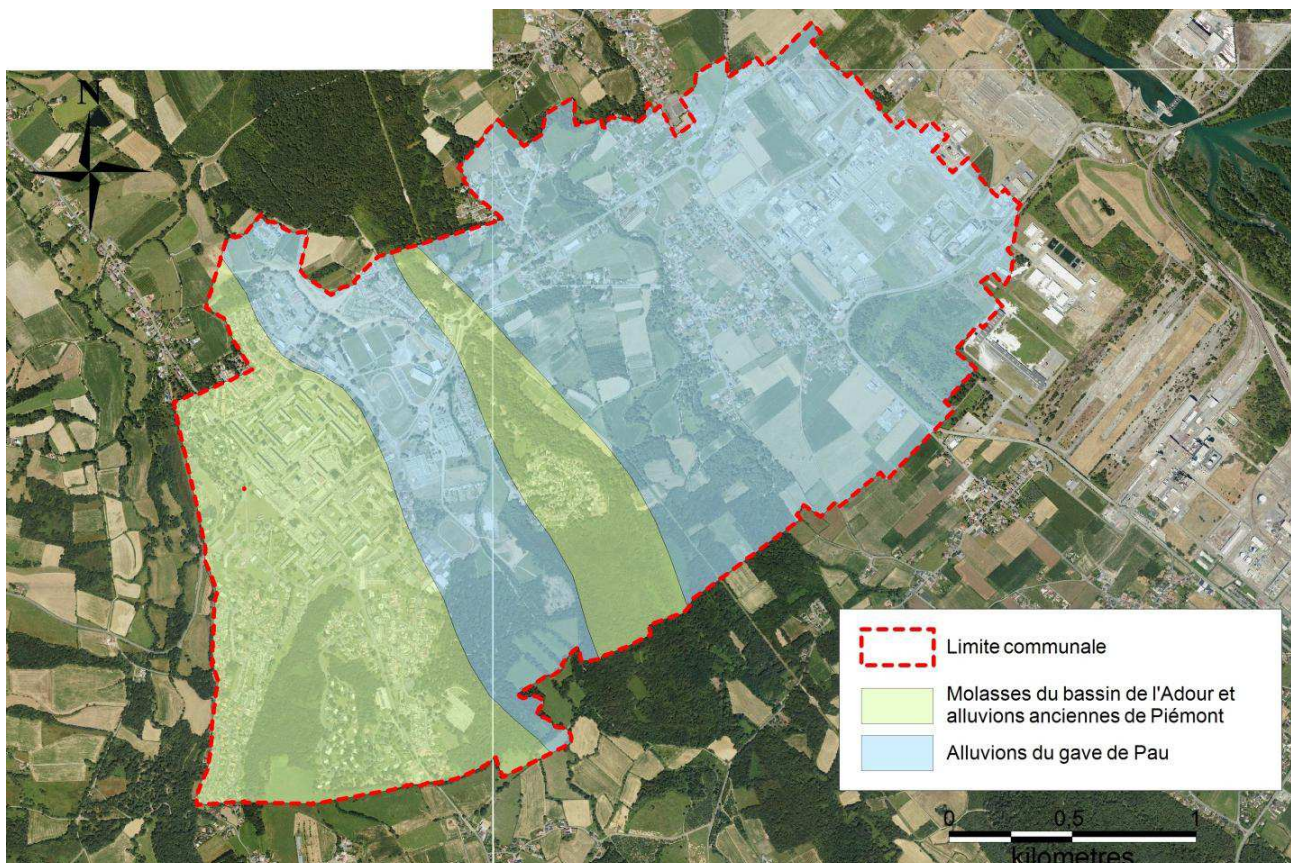 N
Limite communale
Molasses du bassin de l'Adour et
alluvions anciennes de Piémont
Alluvions du gave de Pau
0 0.5 1
kilometres